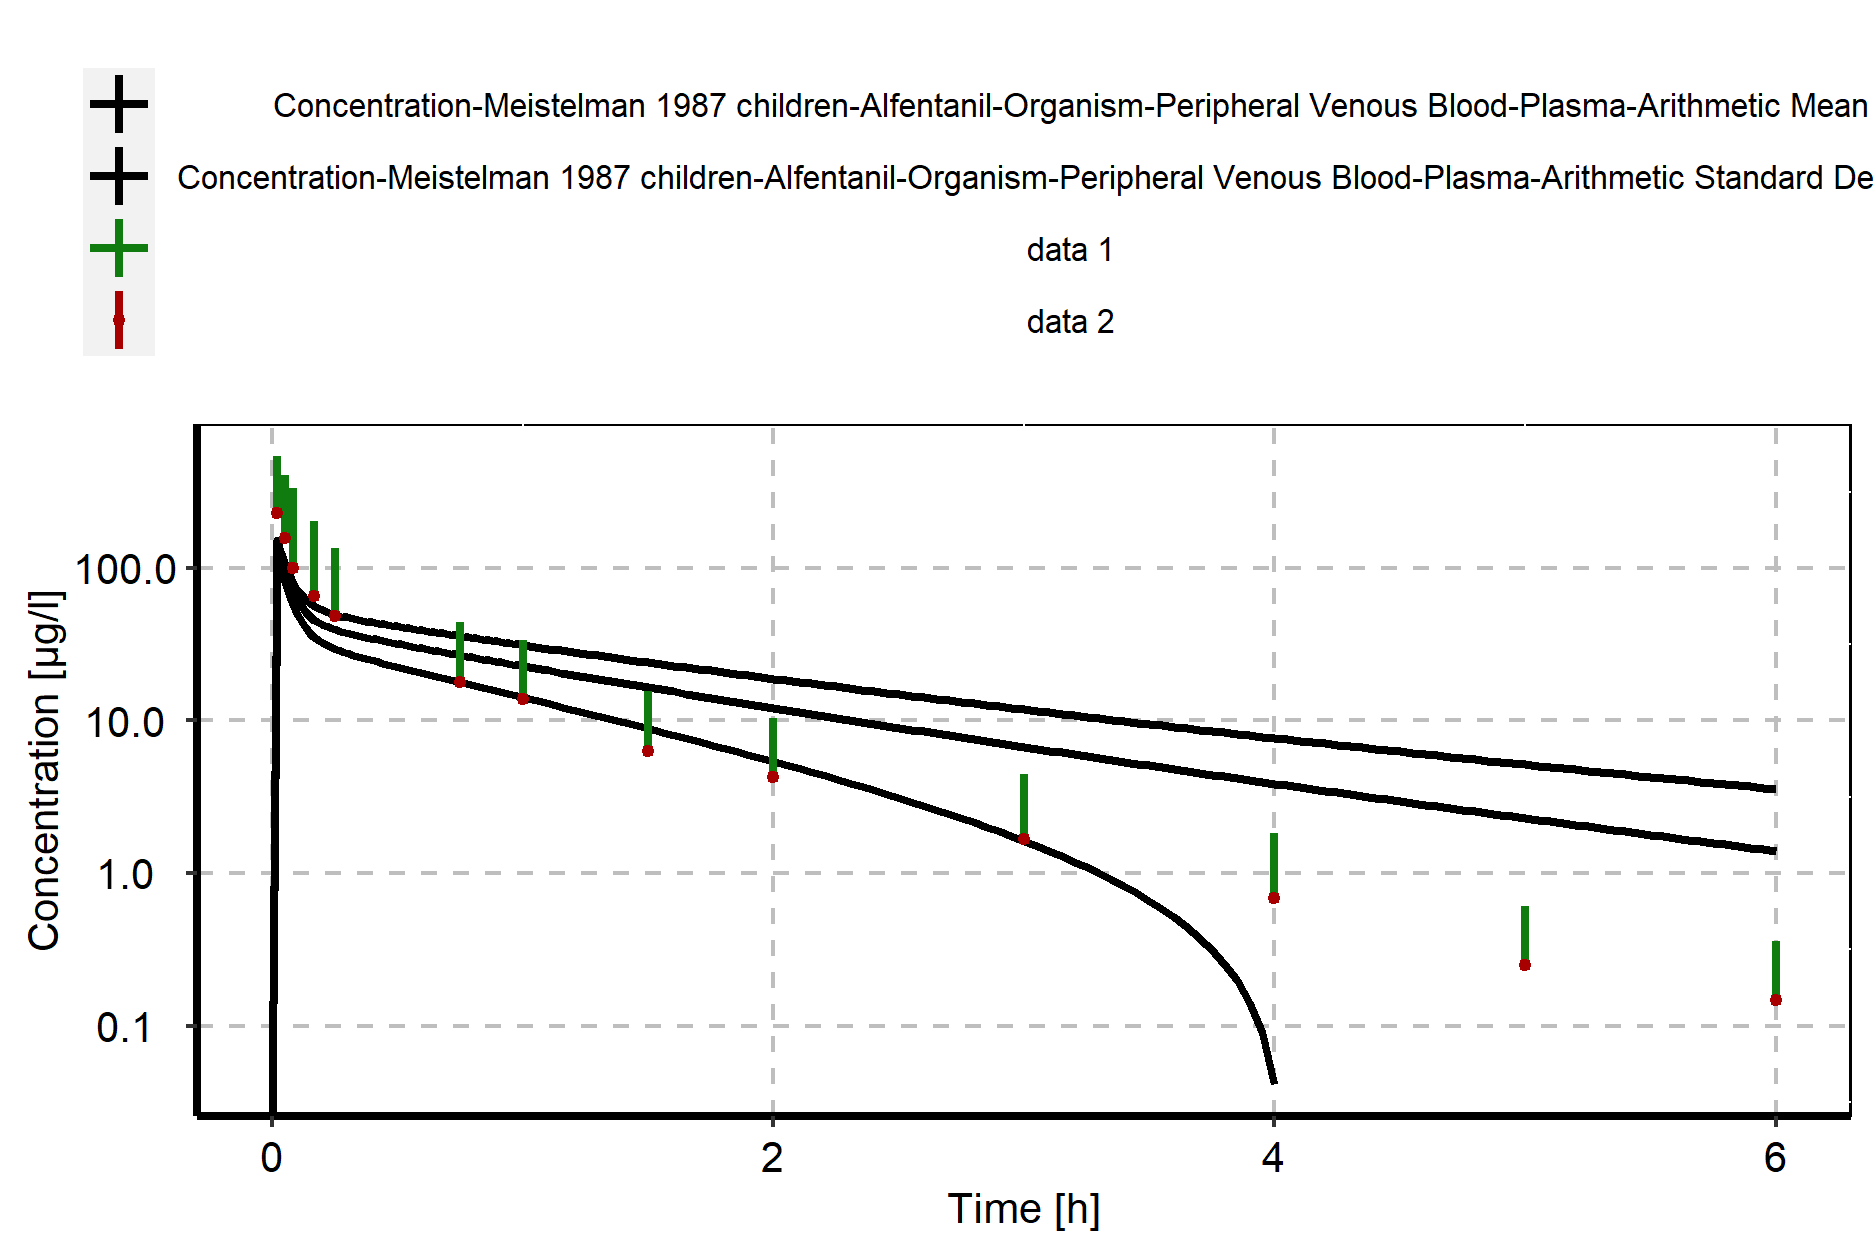 Concentration-Meistelman 1987 children-Alfentanil-Organism-Peripheral Venous Blood-Plasma-Arithmetic Mean
Concentration-Meistelman 1987 children-Alfentanil-Organism-Peripheral Venous Blood-Plasma-Arithmetic Standard De
data 1
data 2
Concentration [µg/l]
100.0
10.0
1.0
0.1
0 2 4 6
Time [h]